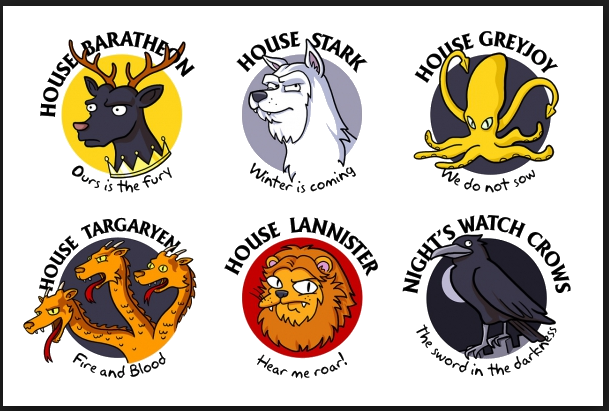 HOUSE BARATHEON
Ours is the fury
HOUSE STARK
Winter is coming
HOUSE GREYJOY
We do not sow
HOUSE TARGARYEN
Fire and Blood
HOUSE LANNISTER
Hear me roar!
NIGHT'S WATCH CROWS
The sword in the darkness